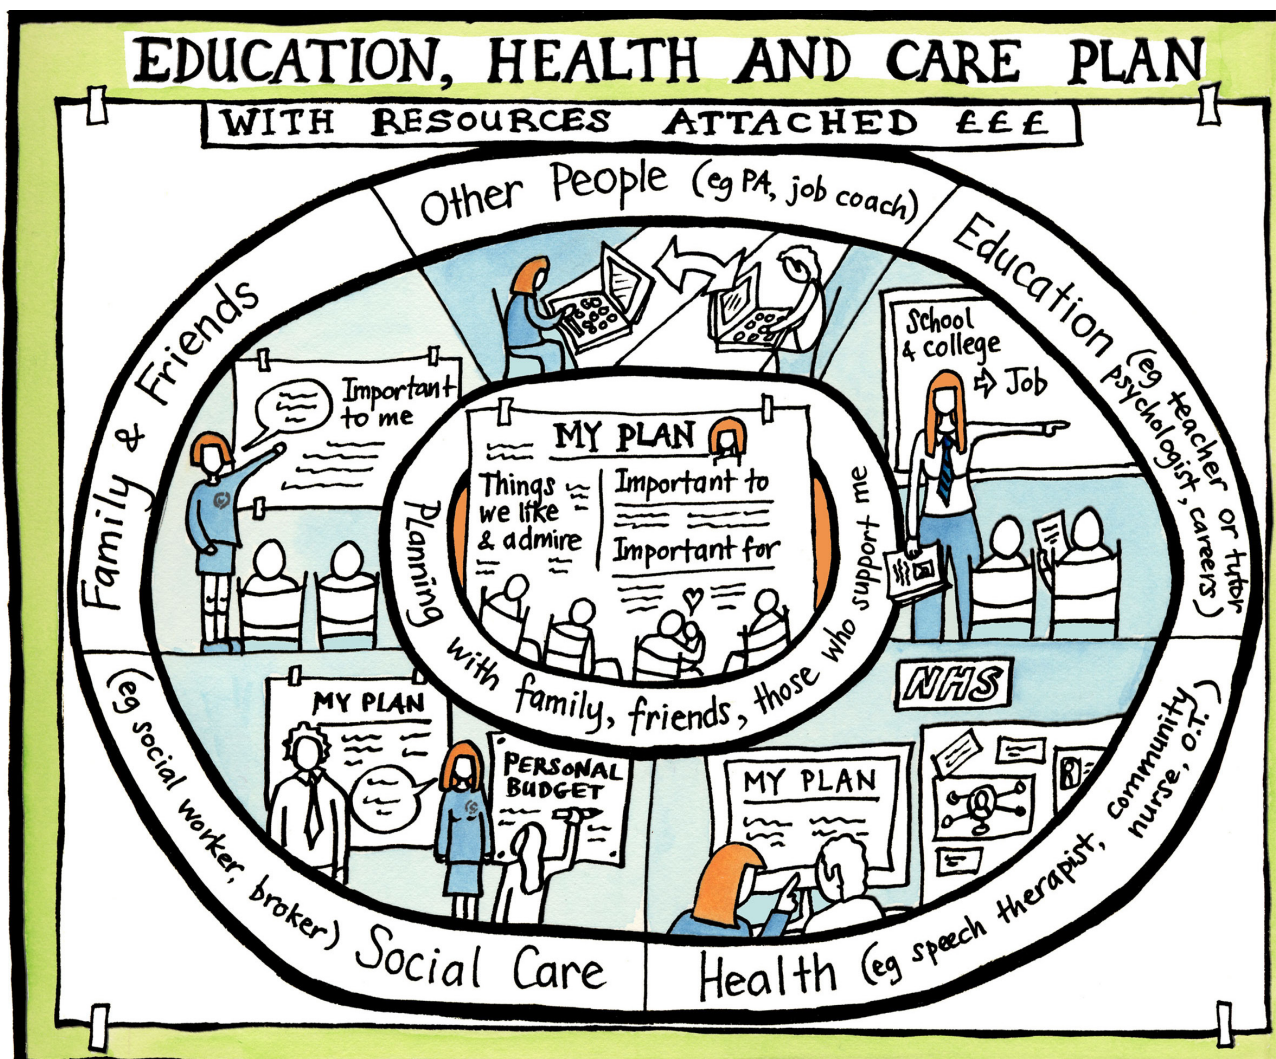 EDUCATION, HEALTH AND CARE PLAN
WITH RESOURCES ATTACHED £££
Other People (eg PA, job coach)
Education (eg teacher or tutor
psychologist, careers)
Family & Friends
School
& college
⇨ Job
Important
to me
MY PLAN
Things
we like
& admire
Important to
Important for
Planning with family, friends, those who support me
NHS
MY PLAN
PERSONAL
BUDGET
MY PLAN
(eg social worker, broker) Social Care
Health (eg speech therapist, community
nurse, O.T.)